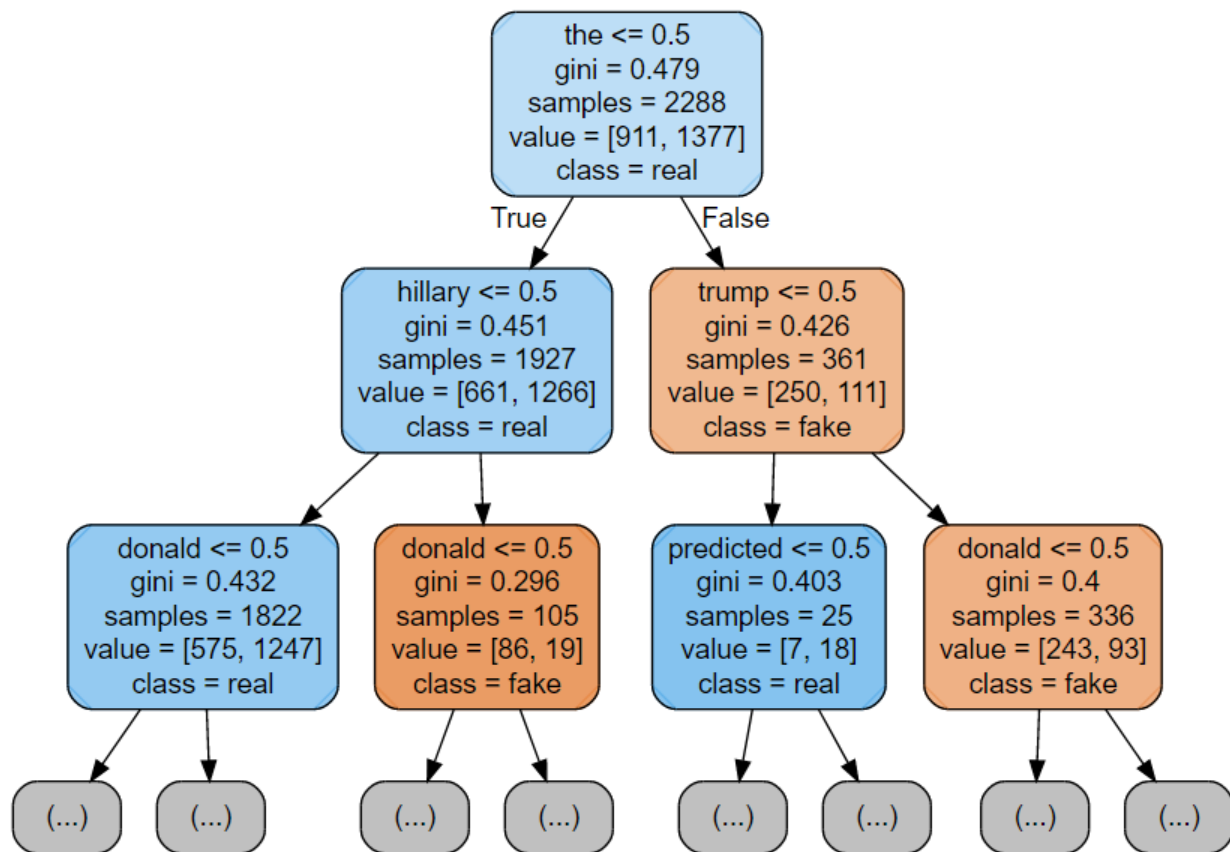 the <= 0.5
gini = 0.479
samples = 2288
value = [911, 1377]
class = real
True
False
hillary <= 0.5
gini = 0.451
samples = 1927
value = [661, 1266]
class = real
trump <= 0.5
gini = 0.426
samples = 361
value = [250, 111]
class = fake
donald <= 0.5
gini = 0.432
samples = 1822
value = [575, 1247]
class = real
donald <= 0.5
gini = 0.296
samples = 105
value = [86, 19]
class = fake
predicted <= 0.5
gini = 0.403
samples = 25
value = [7, 18]
class = real
donald <= 0.5
gini = 0.4
samples = 336
value = [243, 93]
class = fake
(...)
(...)
(...)
(...)
(...)
(...)
(...)
(...)